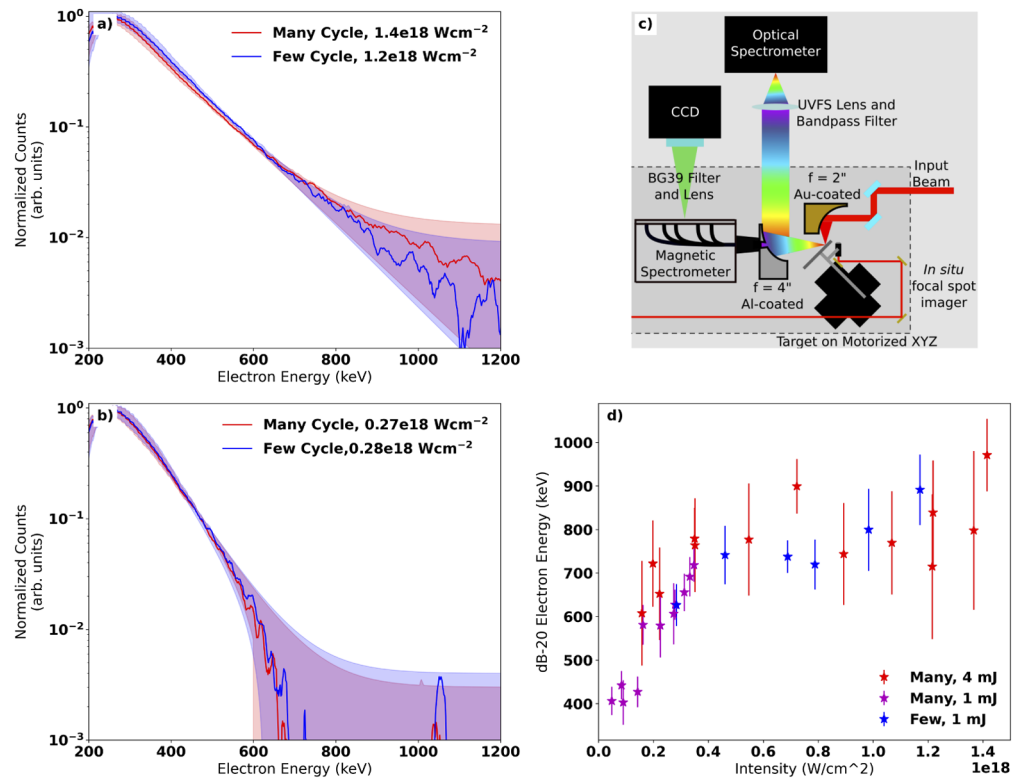 a)
Many Cycle, 1.4e18 Wcm⁻²
Few Cycle, 1.2e18 Wcm⁻²
Normalized Counts
(arb. units)
10⁰
10⁻¹
10⁻²
10⁻³
200 400 600 800 1000 1200
Electron Energy (keV)
c)
Optical
Spectrometer
CCD
UVFS Lens and
Bandpass Filter
BG39 Filter
and Lens
f = 2"
Au-coated
Input
Beam
Magnetic
Spectrometer
f = 4"
Al-coated
In situ
focal spot
imager
Target on Motorized XYZ
b)
Many Cycle, 0.27e18 Wcm⁻²
Few Cycle,0.28e18 Wcm⁻²
Normalized Counts
(arb. units)
10⁰
10⁻¹
10⁻²
10⁻³
200 400 600 800 1000 1200
Electron Energy (keV)
d)
dB-20 Electron Energy (keV)
1000
900
800
700
600
500
400
Many, 4 mJ
Many, 1 mJ
Few, 1 mJ
0.0 0.2 0.4 0.6 0.8 1.0 1.2 1.4
Intensity (W/cm^2)
1e18